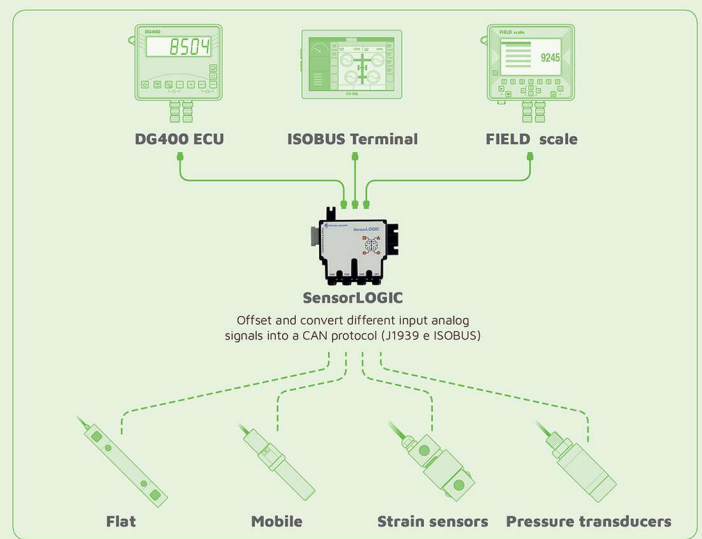 DG400
8504
FIELD scale
9245
DG400 ECU
ISOBUS Terminal
FIELD scale
SensorLOGIC
SensorLOGIC
Offset and convert different input analog
signals into a CAN protocol (J1939 e ISOBUS)
Flat
Mobile
Strain sensors
Pressure transducers